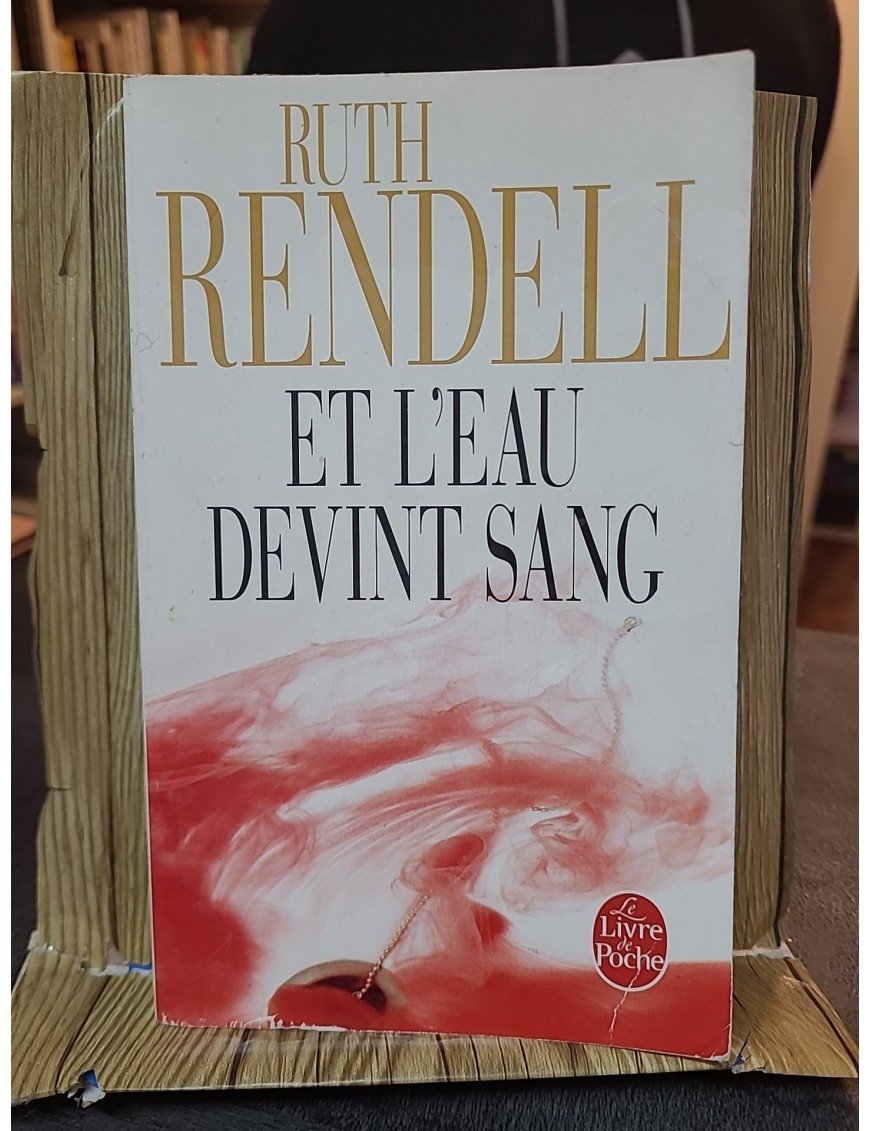 RUTH
RENDELL
ET L'EAU
DEVINT SANG
Le
Livre
de
Poche